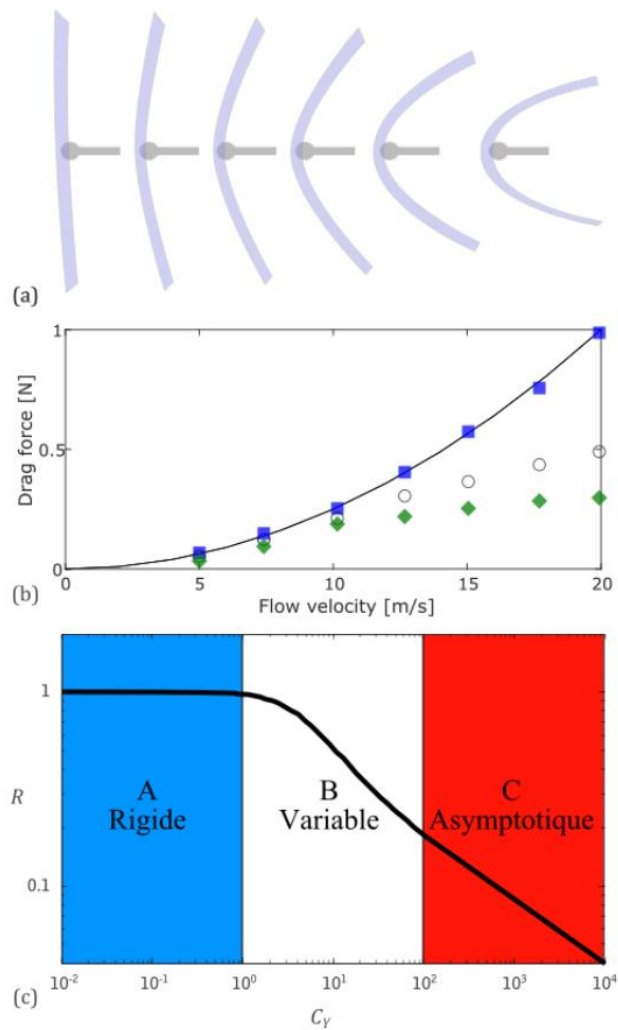 (a)
1
Drag force [N]
0.5
0
(b)
0 5 10 15 20
Flow velocity [m/s]
1
R
A B C
Rigide Variable Asymptotique
0.1
(c)
10⁻² 10⁻¹ 10⁰ 10¹ 10² 10³ 10⁴
C_Y